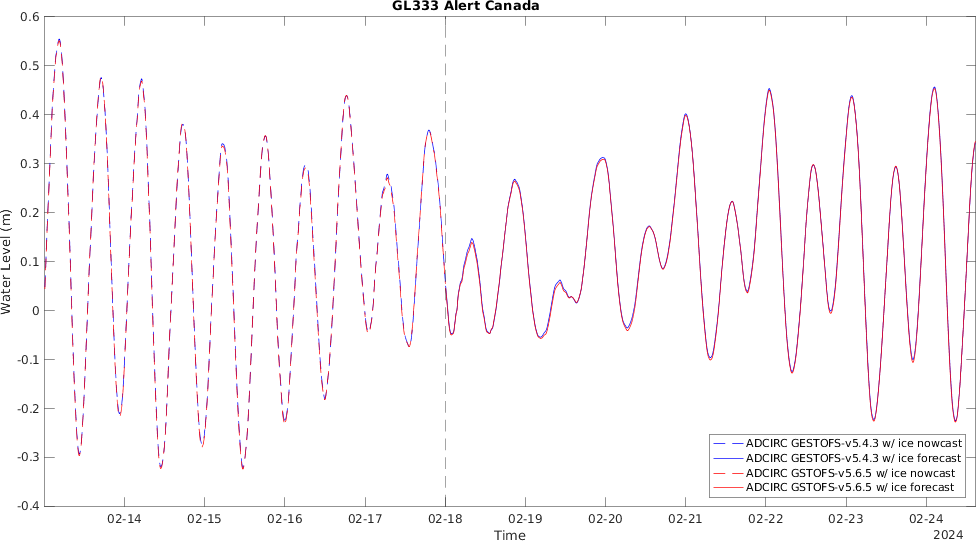 GL333 Alert Canada
0.6
0.5
0.4
0.3
0.2
0.1
0
-0.1
-0.2
-0.3
-0.4
Water Level (m)
ADCIRC GESTOFS-v5.4.3 w/ ice nowcast
ADCIRC GESTOFS-v5.4.3 w/ ice forecast
ADCIRC GSTOFS-v5.6.5 w/ ice nowcast
ADCIRC GSTOFS-v5.6.5 w/ ice forecast
02-14 02-15 02-16 02-17 02-18 02-19 02-20 02-21 02-22 02-23 02-24
Time
2024